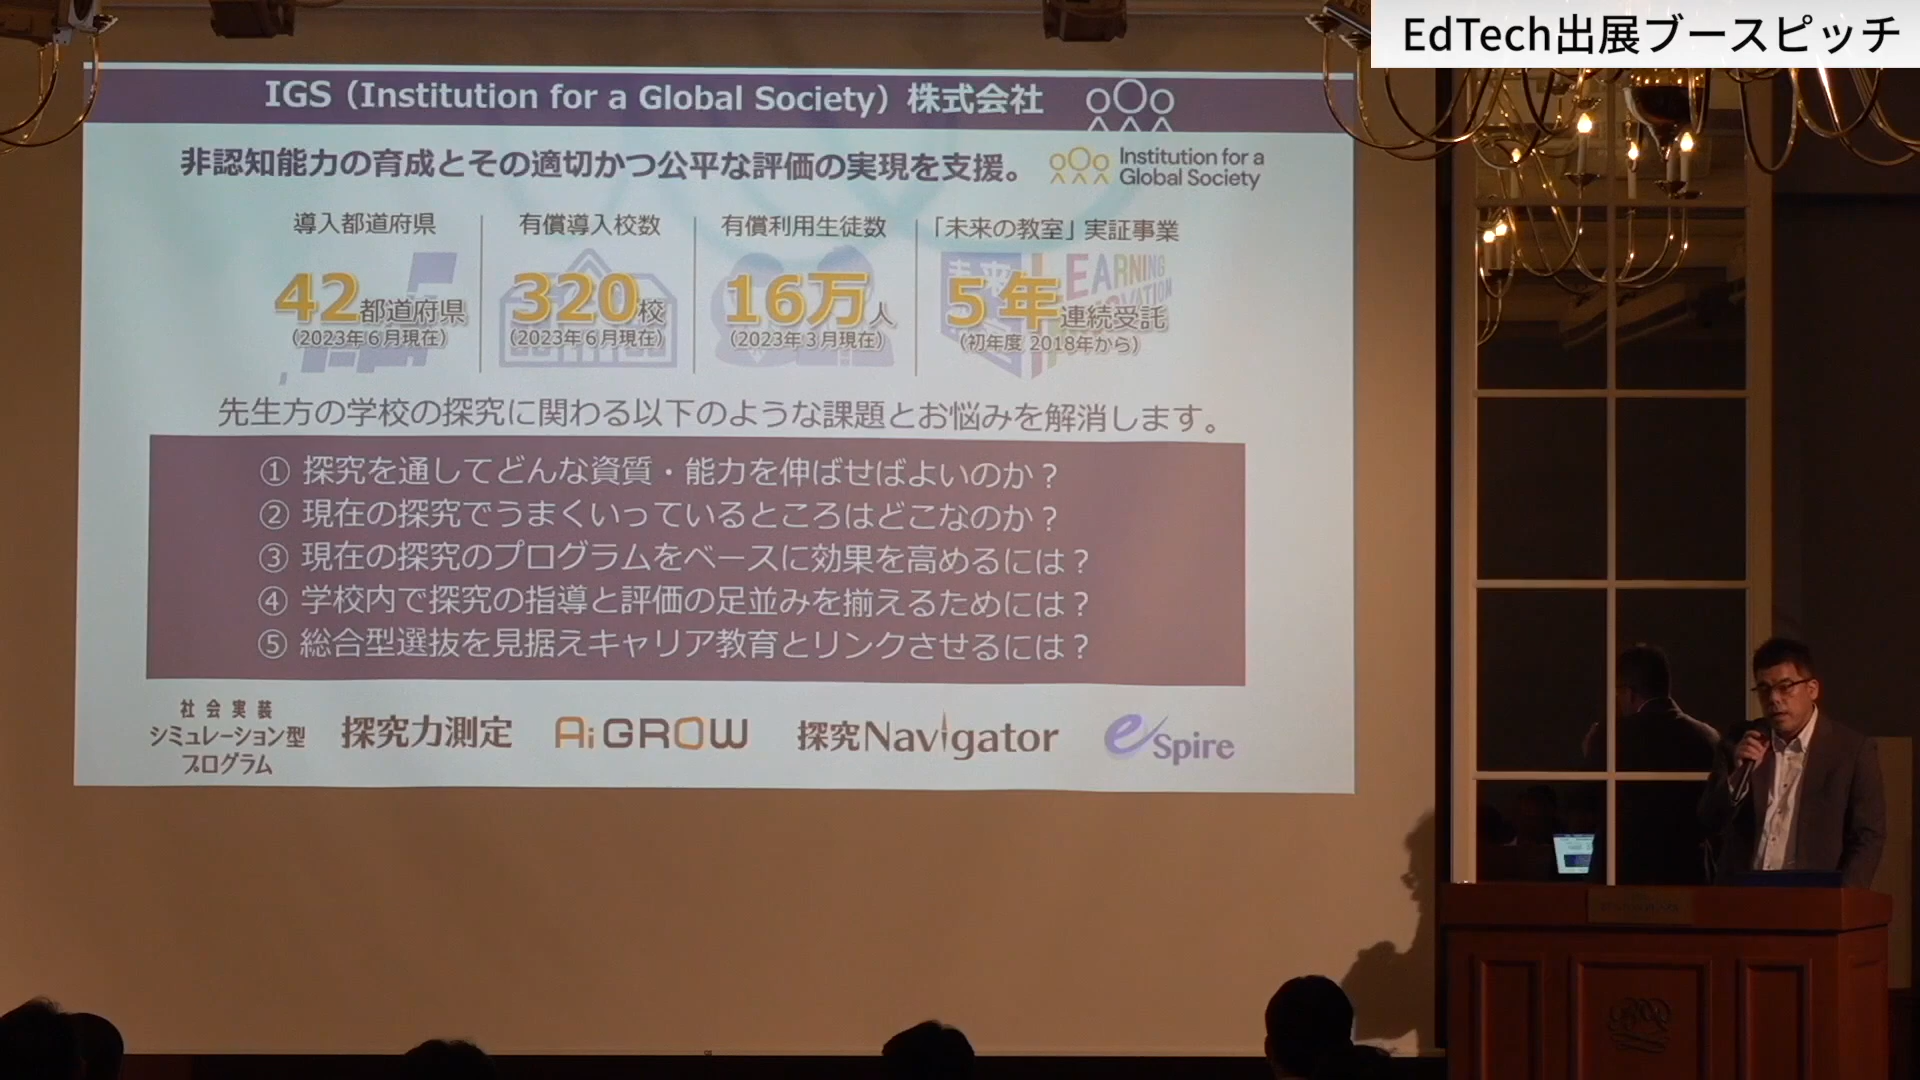 EdTech出展ブースピッチ
IGS（Institution for a Global Society）株式会社
非認知能力の育成とその適切かつ公平な評価の実現を支援。
Institution for a
Global Society
導入都道府県
42都道府県
（2023年6月現在）
有償導入校数
320校
（2023年6月現在）
有償利用生徒数
16万人
（2023年3月現在）
「未来の教室」実証事業
5年連続受託
（初年度 2018年から）
先生方の学校の探究に関わる以下のような課題とお悩みを解消します。
① 探究を通してどんな資質・能力を伸ばせばよいのか？
② 現在の探究でうまくいっているところはどこなのか？
③ 現在の探究のプログラムをベースに効果を高めるには？
④ 学校内で探究の指導と評価の足並みを揃えるためには？
⑤ 総合型選抜を見据えキャリア教育とリンクさせるには？
社会実装
シミュレーション型
プログラム
探究力測定
Ai GROW
探究Navigator
e-Spire